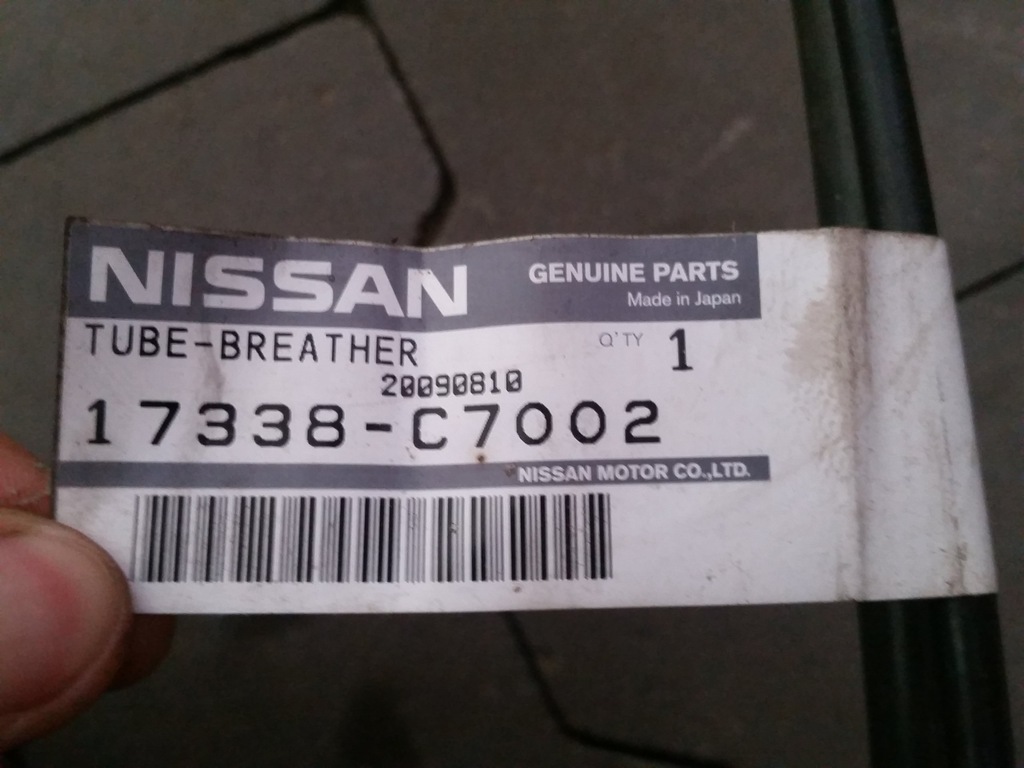 NISSAN GENUINE PARTS
Made in Japan
TUBE-BREATHER Q'TY 1
20090810
17338-C7002
NISSAN MOTOR CO.,LTD.